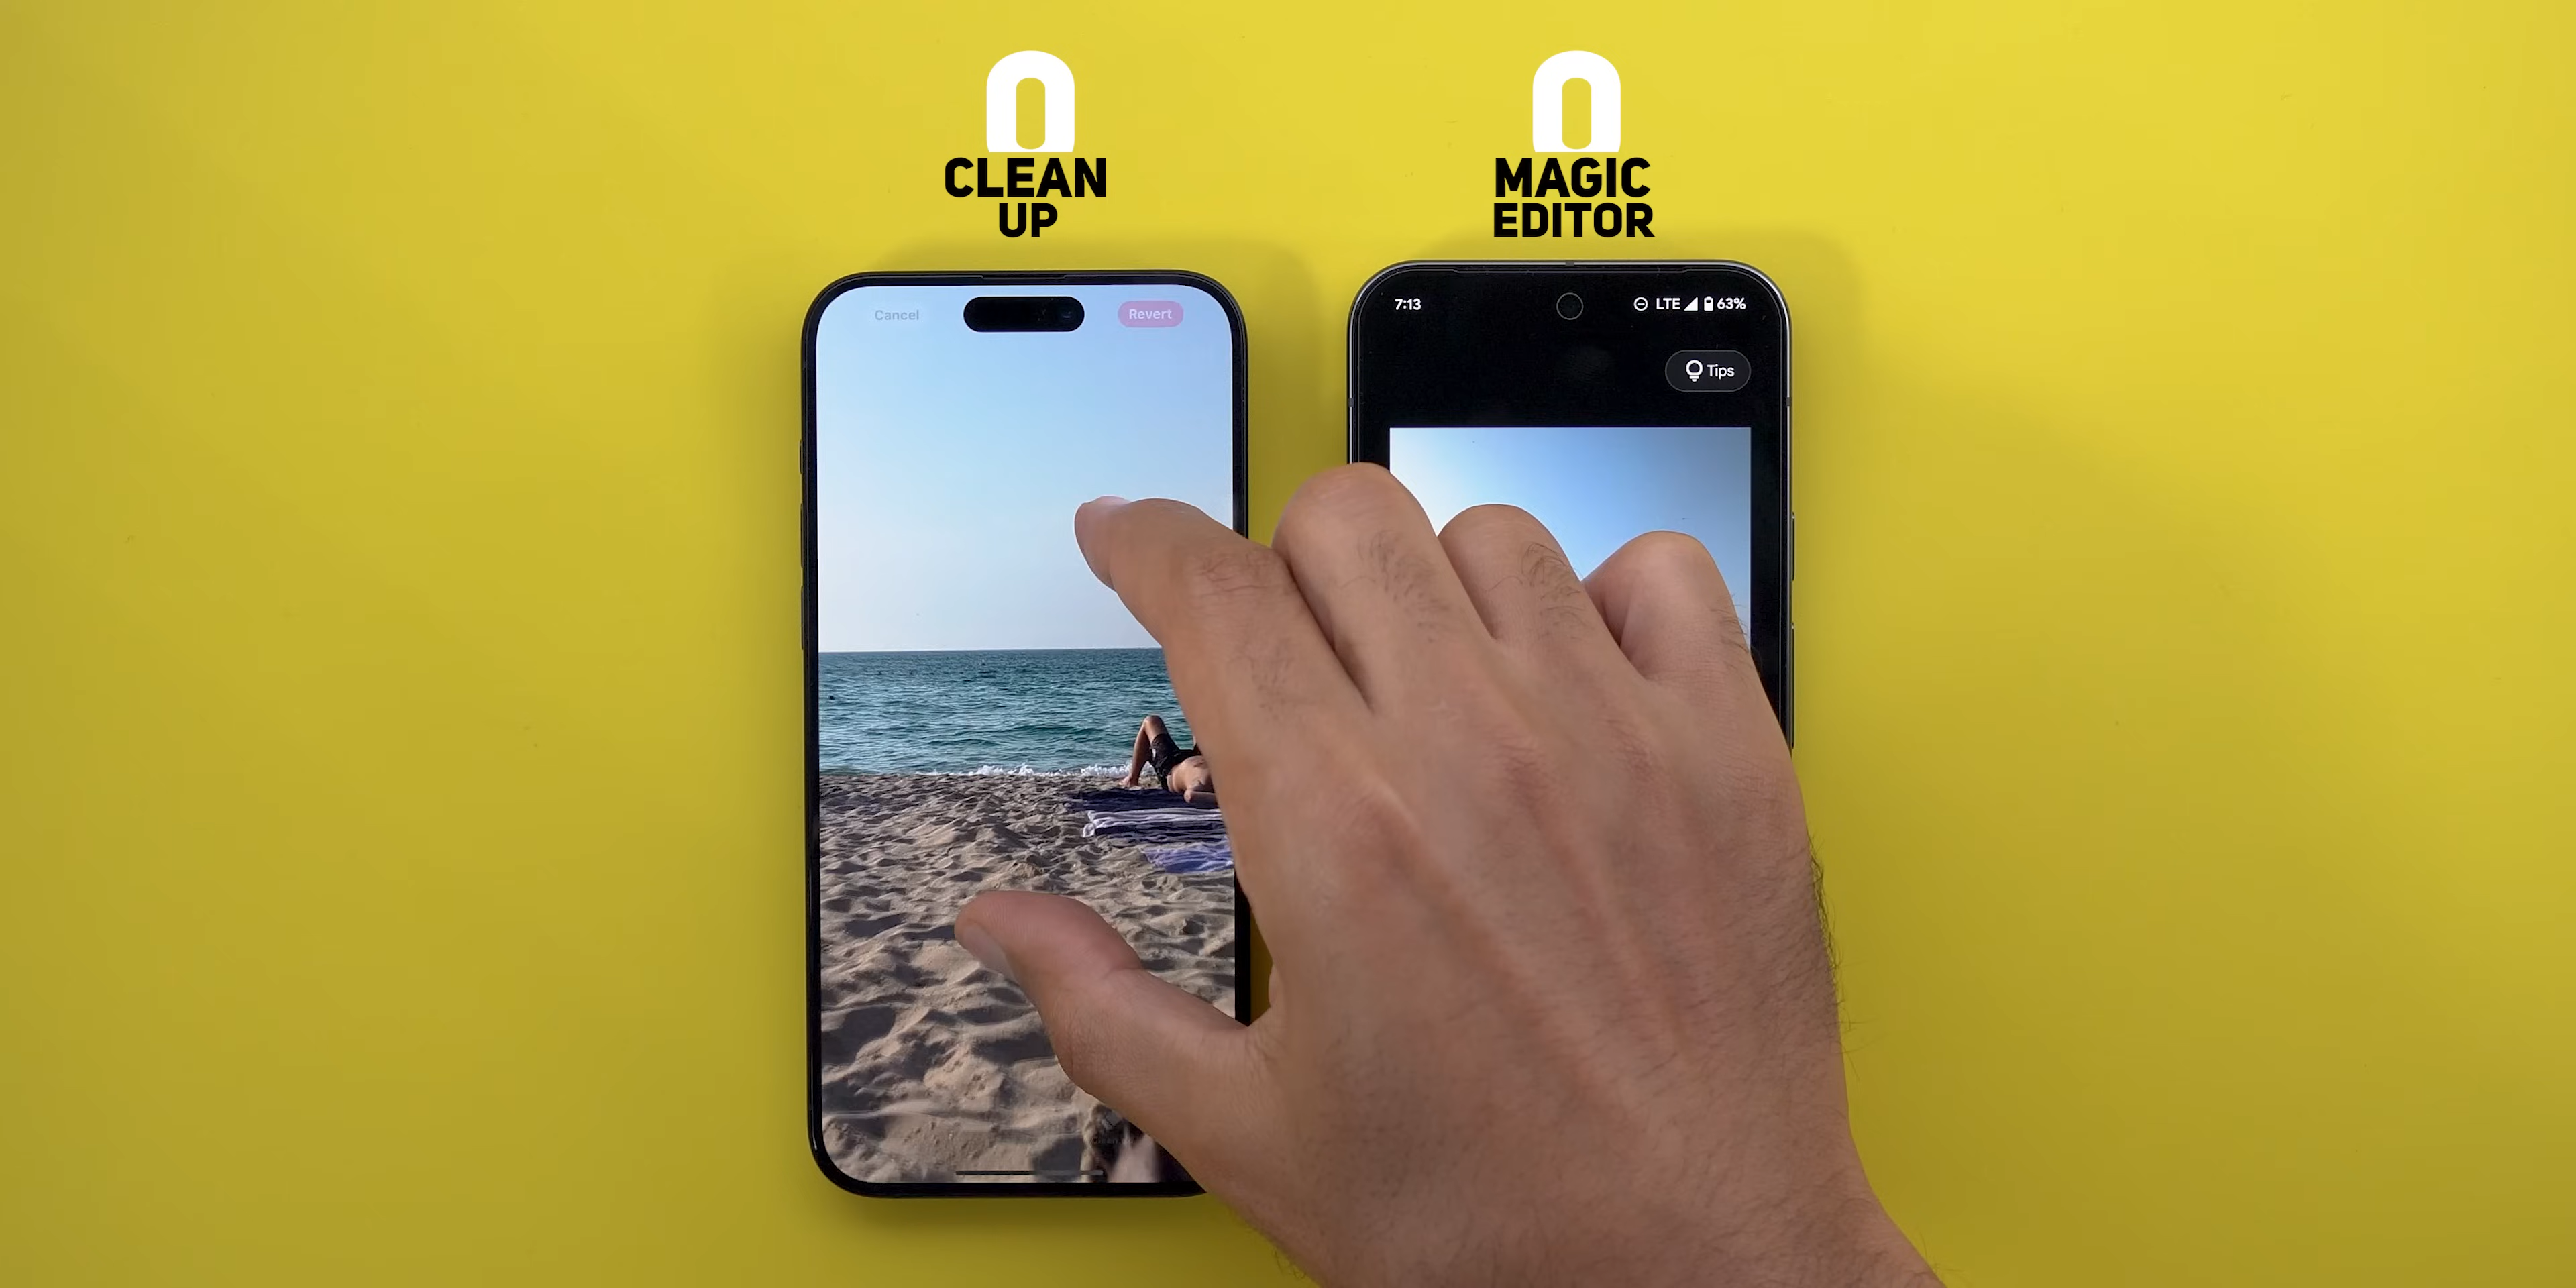 0
CLEAN
UP
0
MAGIC
EDITOR
Cancel
Revert
7:13
LTE 63%
Tips